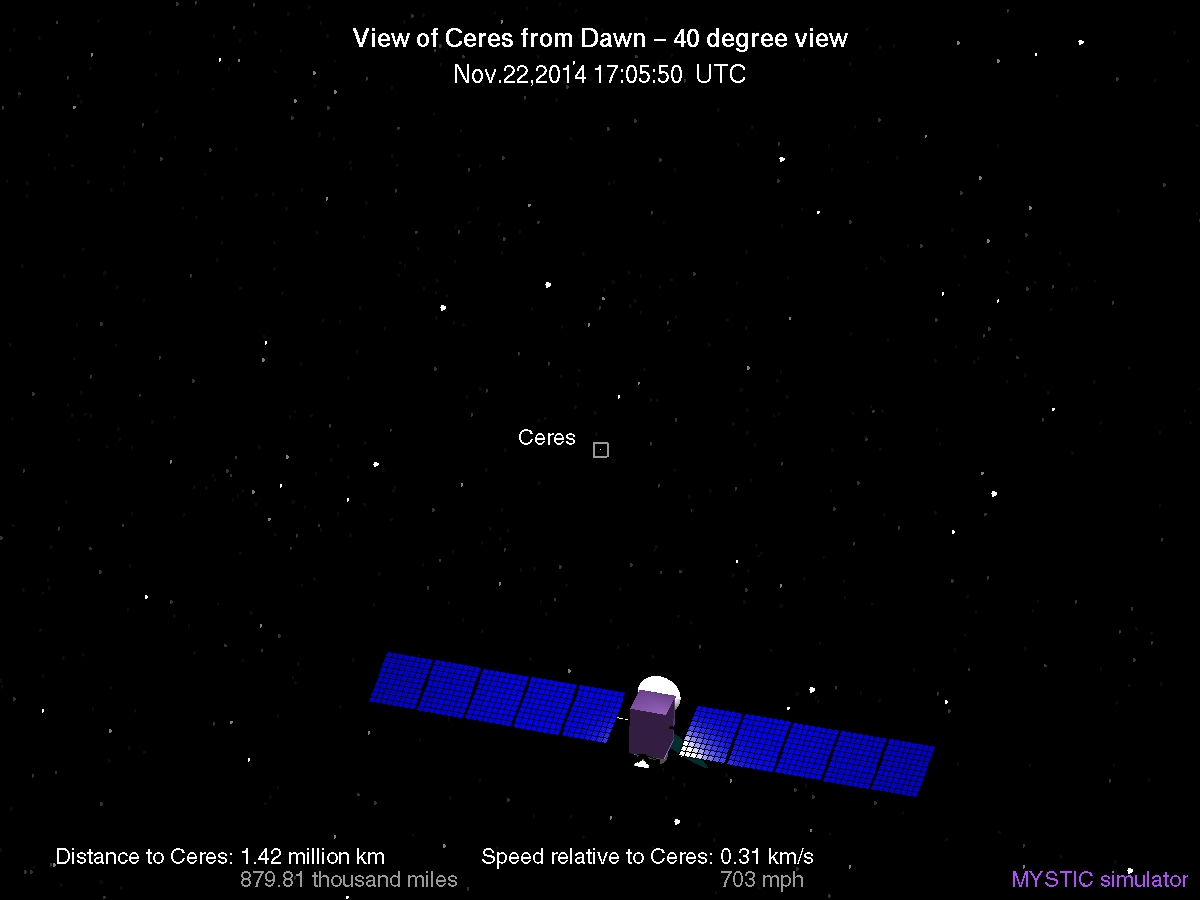 View of Ceres from Dawn – 40 degree view
Nov.22,2014 17:05:50 UTC
Ceres
Distance to Ceres: 1.42 million km
879.81 thousand miles
Speed relative to Ceres: 0.31 km/s
703 mph
MYSTIC simulator